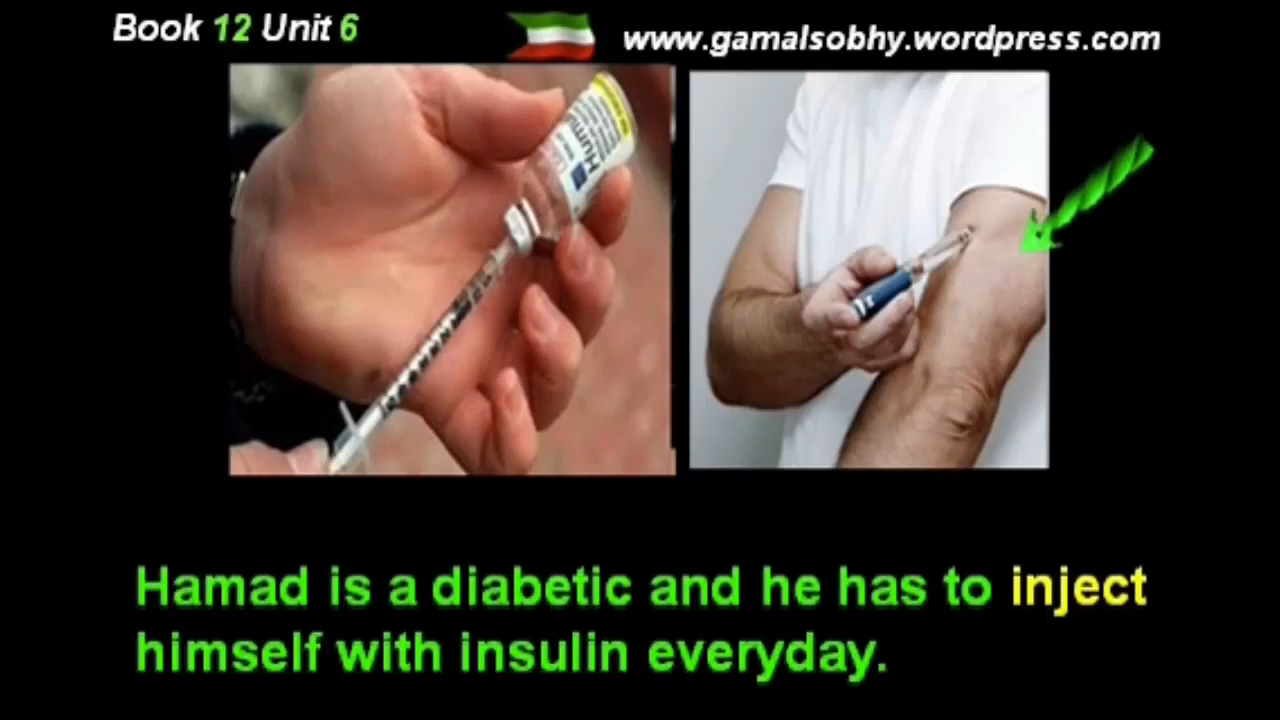 Book 12 Unit 6
www.gamalsobhy.wordpress.com
Hamad is a diabetic and he has to inject
himself with insulin everyday.